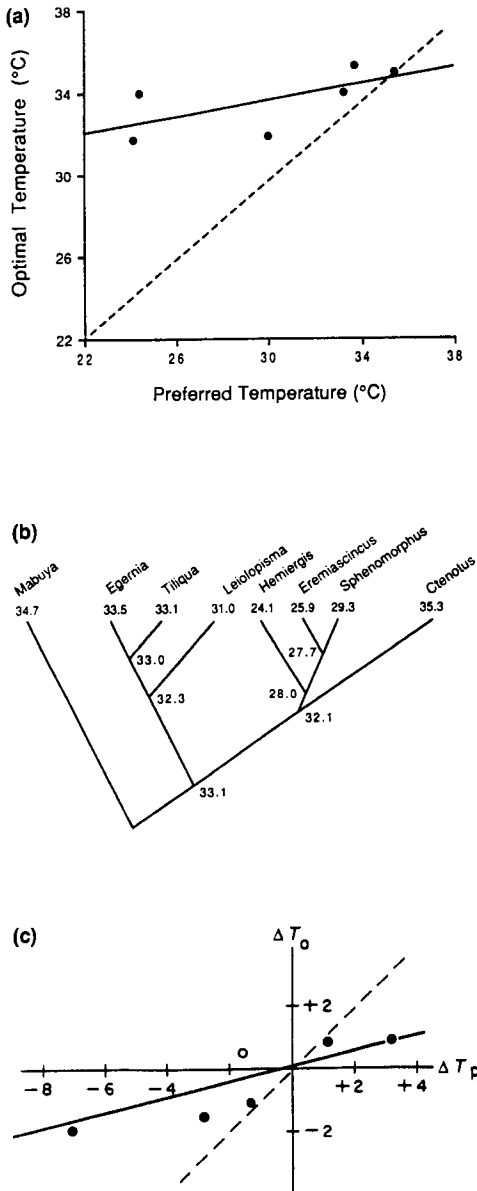 (a)
Optimal Temperature (°C)
38
34
30
26
22
22 26 30 34 38
Preferred Temperature (°C)
(b)
Mabuya Egernia Tiliqua Leiolopisma Hemiergis Eremiascincus Sphenomorphus Ctenotus
34.7 33.5 33.1 31.0 24.1 25.9 29.3 35.3
33.0 27.7
32.3 28.0
32.1
33.1
(c)
Δ To
+2
-8 -6 -4 +2 +4 Δ Tp
-2